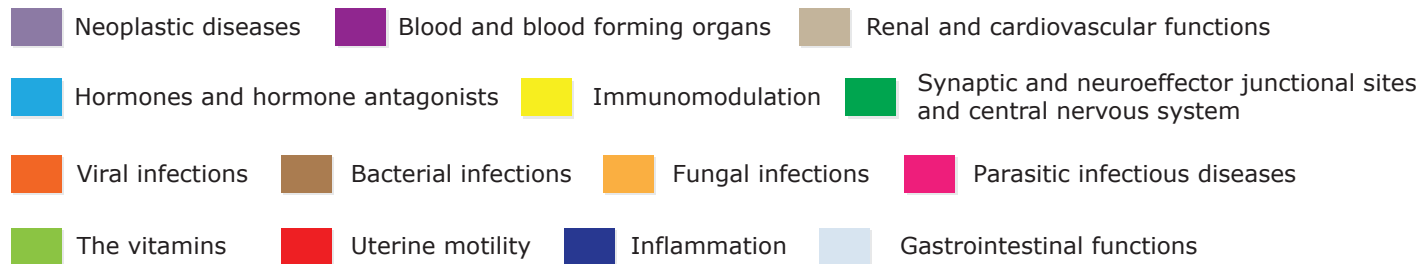 Neoplastic diseases
Blood and blood forming organs
Renal and cardiovascular functions
Hormones and hormone antagonists
Immunomodulation
Synaptic and neuroeffector junctional sites
and central nervous system
Viral infections
Bacterial infections
Fungal infections
Parasitic infectious diseases
The vitamins
Uterine motility
Inflammation
Gastrointestinal functions